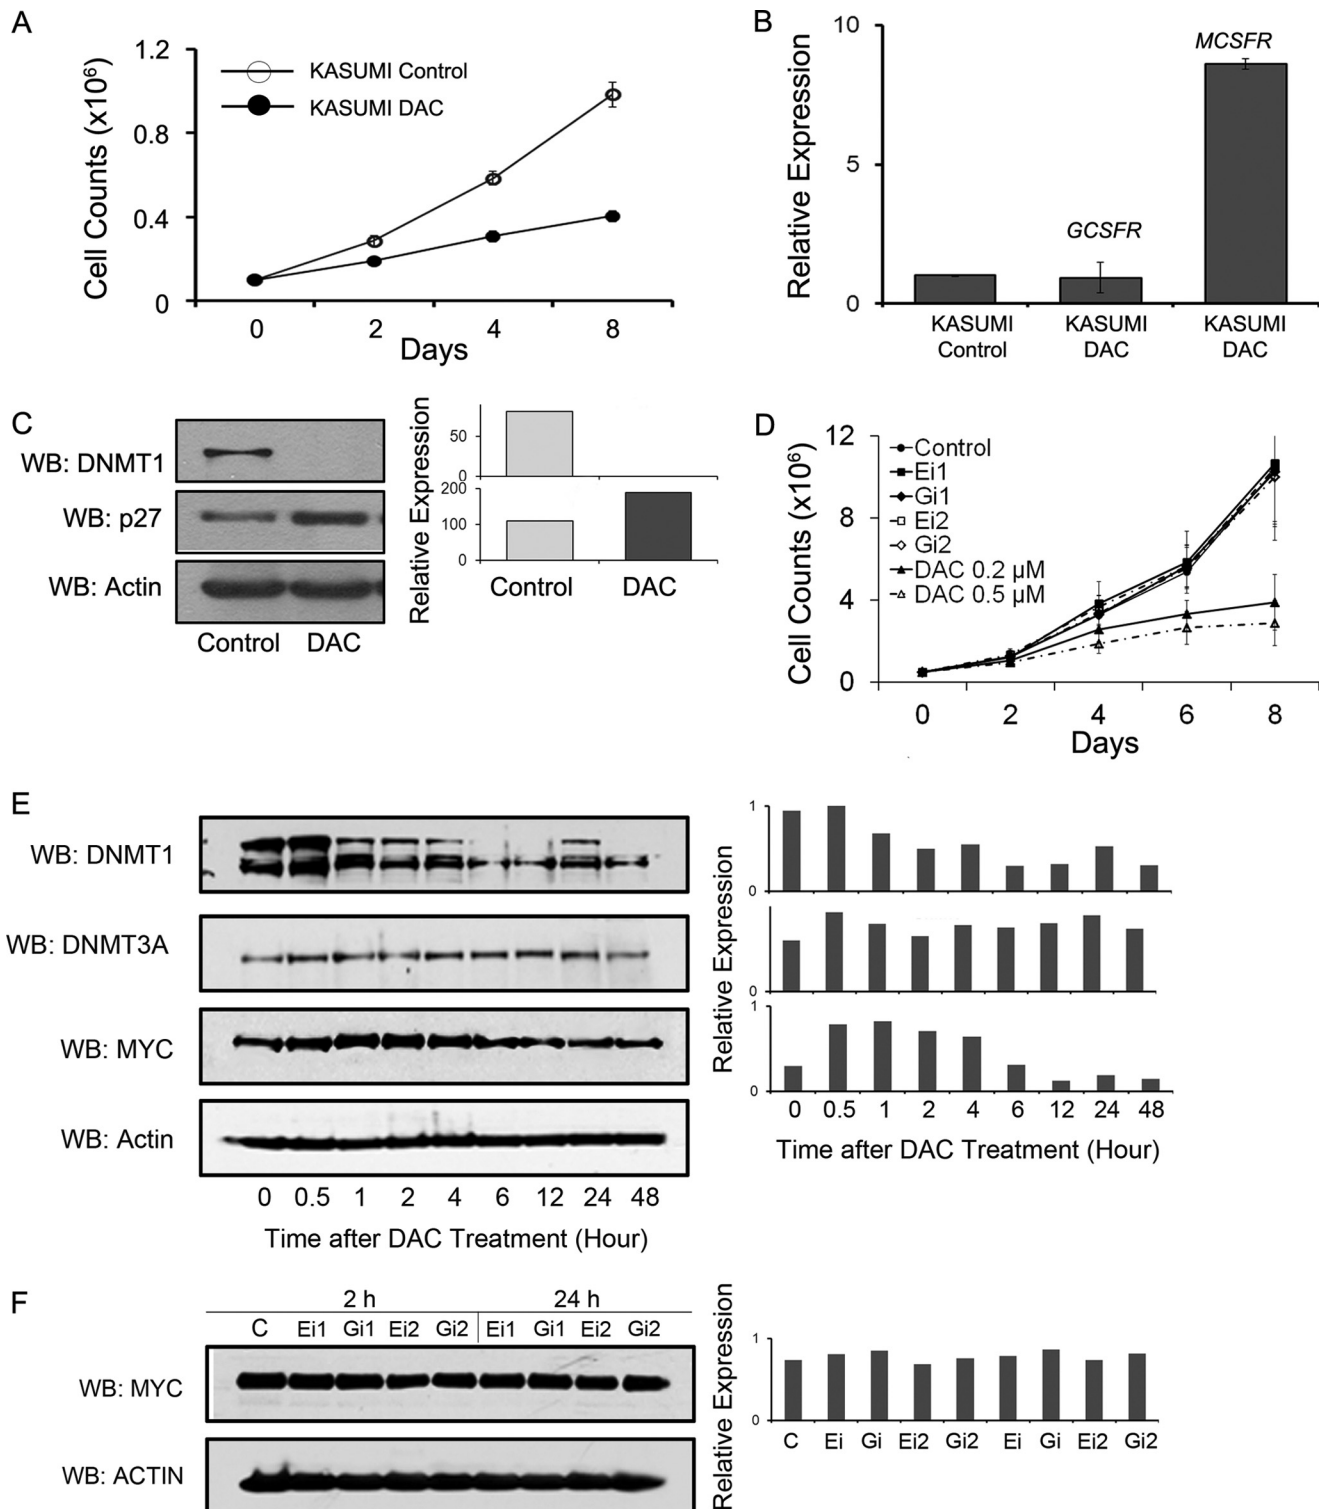 A
1.2
0.8
0.4
0
Cell Counts (x10⁶)
KASUMI Control
KASUMI DAC
0 2 4 8
Days
B
10
5
0
Relative Expression
GCSFR
MCSFR
KASUMI Control
KASUMI DAC
KASUMI DAC
C
WB: DNMT1
WB: p27
WB: Actin
Control DAC
Relative Expression
50
0
200
100
0
Control DAC
D
12
8
4
0
Cell Counts (x10⁶)
Control
Ei1
Gi1
Ei2
Gi2
DAC 0.2 µM
DAC 0.5 µM
0 2 4 6 8
Days
E
WB: DNMT1
WB: DNMT3A
WB: MYC
WB: Actin
0 0.5 1 2 4 6 12 24 48
Time after DAC Treatment (Hour)
Relative Expression
1
0
0
1
0
0 0.5 1 2 4 6 12 24 48
Time after DAC Treatment (Hour)
F
2 h 24 h
C Ei1 Gi1 Ei2 Gi2 Ei1 Gi1 Ei2 Gi2
WB: MYC
WB: ACTIN
Relative Expression
1
0
C Ei Gi Ei2 Gi2 Ei Gi Ei2 Gi2